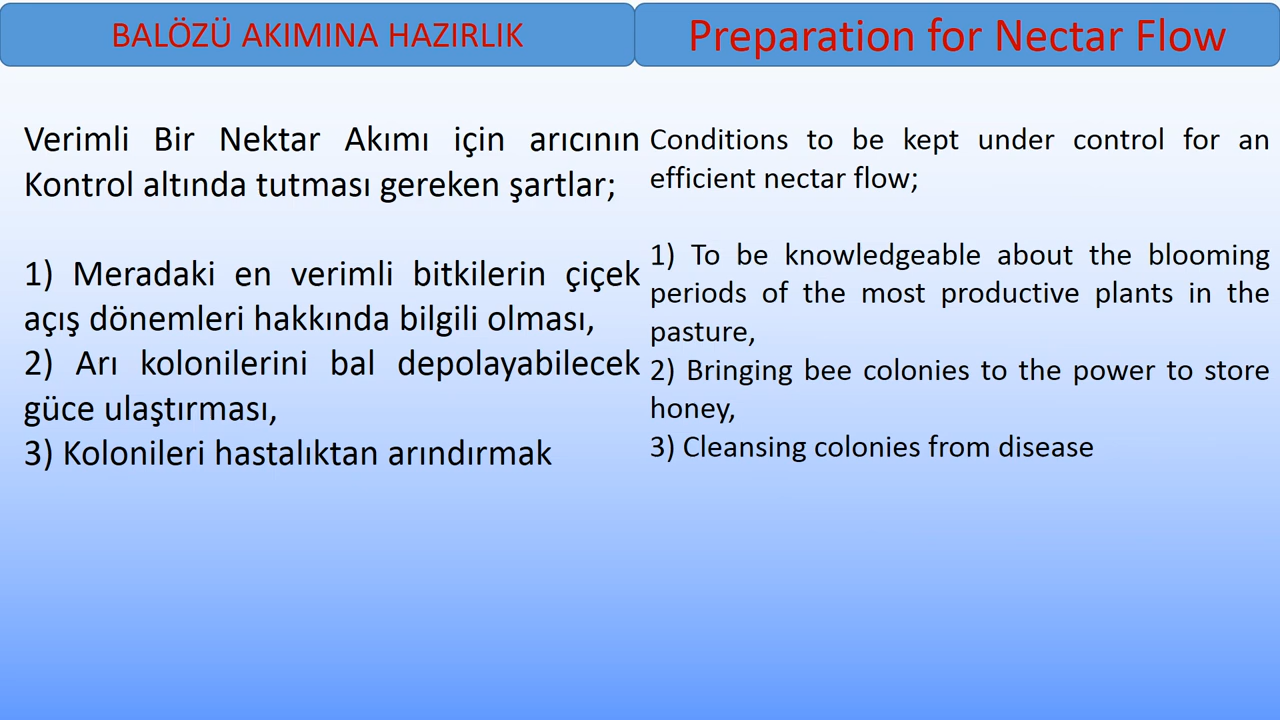 BALÖZÜ AKIMINA HAZIRLIK
Verimli Bir Nektar Akımı için arıcının
Kontrol altında tutması gereken şartlar;
1) Meradaki en verimli bitkilerin çiçek
açış dönemleri hakkında bilgili olması,
2) Arı kolonilerini bal depolayabilecek
güce ulaştırması,
3) Kolonileri hastalıktan arındırmak
Preparation for Nectar Flow
Conditions to be kept under control for an
efficient nectar flow;
1) To be knowledgeable about the blooming
periods of the most productive plants in the
pasture,
2) Bringing bee colonies to the power to store
honey,
3) Cleansing colonies from disease